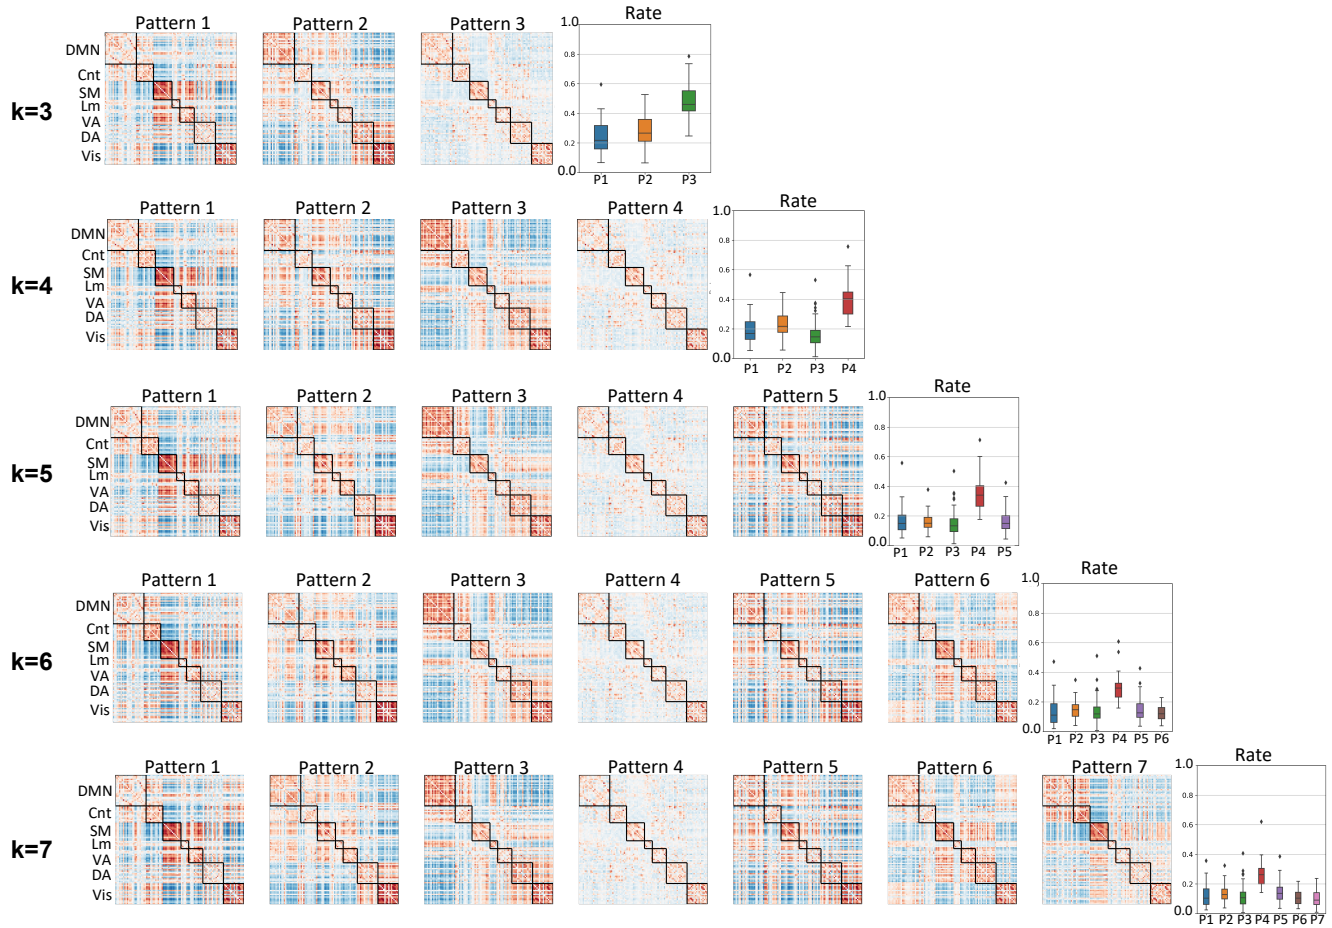 Pattern 1 Pattern 2 Pattern 3 Rate
k=3
DMN
Cnt
SM
Lm
VA
DA
Vis
1.0
0.8
0.6
0.4
0.2
0.0
P1 P2 P3
Pattern 1 Pattern 2 Pattern 3 Pattern 4 Rate
k=4
DMN
Cnt
SM
Lm
VA
DA
Vis
1.0
0.8
0.6
0.4
0.2
0.0
P1 P2 P3 P4
Pattern 1 Pattern 2 Pattern 3 Pattern 4 Pattern 5 Rate
k=5
DMN
Cnt
SM
Lm
VA
DA
Vis
1.0
0.8
0.6
0.4
0.2
0.0
P1 P2 P3 P4 P5
Pattern 1 Pattern 2 Pattern 3 Pattern 4 Pattern 5 Pattern 6 Rate
k=6
DMN
Cnt
SM
Lm
VA
DA
Vis
1.0
0.8
0.6
0.4
0.2
0.0
P1 P2 P3 P4 P5 P6
Pattern 1 Pattern 2 Pattern 3 Pattern 4 Pattern 5 Pattern 6 Pattern 7 Rate
k=7
DMN
Cnt
SM
Lm
VA
DA
Vis
1.0
0.8
0.6
0.4
0.2
0.0
P1 P2 P3 P4 P5 P6 P7